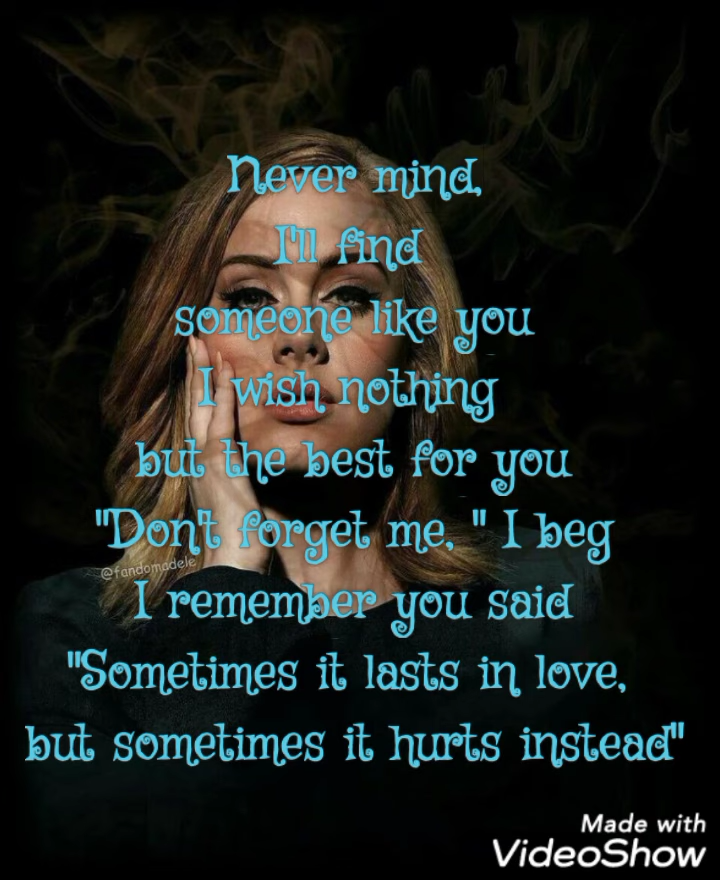 Never mind,
I'll find
someone like you
I wish nothing
but the best for you
"Don't forget me, " I beg
@fandomadele
I remember you said
"Sometimes it lasts in love,
but sometimes it hurts instead"
Made with
VideoShow